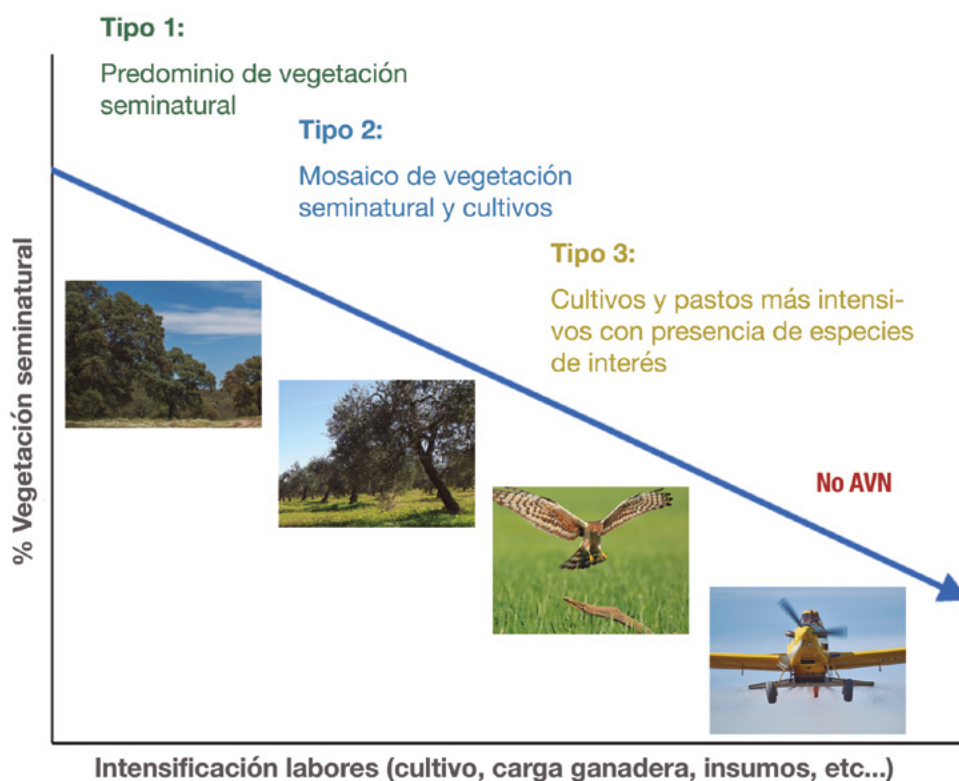 Tipo 1:
Predominio de vegetación
seminatural
Tipo 2:
Mosaico de vegetación
seminatural y cultivos
Tipo 3:
Cultivos y pastos más intensi-
vos con presencia de especies
de interés
No AVN
% Vegetación seminatural
Intensificación labores (cultivo, carga ganadera, insumos, etc...)